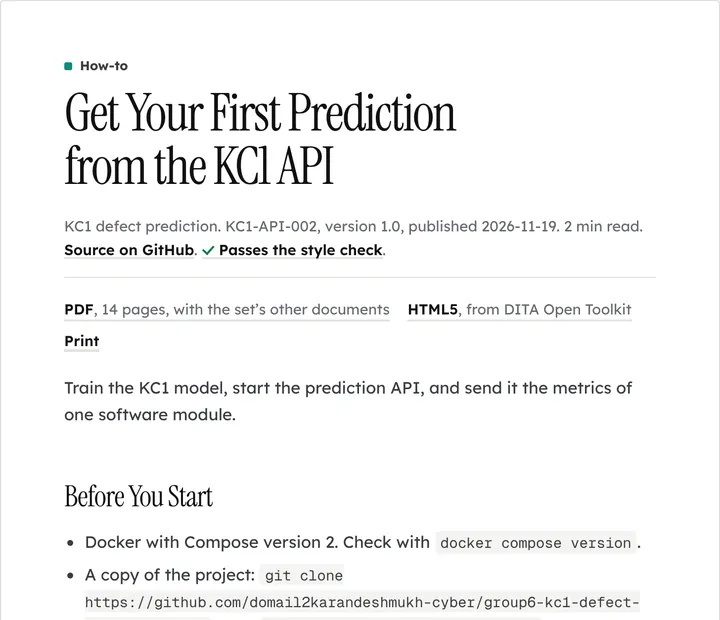 How-to
Get Your First Prediction
from the KC1 API
KC1 defect prediction. KC1-API-002, version 1.0, published 2026-11-19. 2 min read.
Source on GitHub. ✓ Passes the style check.
PDF, 14 pages, with the set’s other documents HTML5, from DITA Open Toolkit
Print
Train the KC1 model, start the prediction API, and send it the metrics of
one software module.
Before You Start
• Docker with Compose version 2. Check with docker compose version.
• A copy of the project: git clone
https://github.com/domail2karandeshmukh-cyber/group6-kc1-defect-